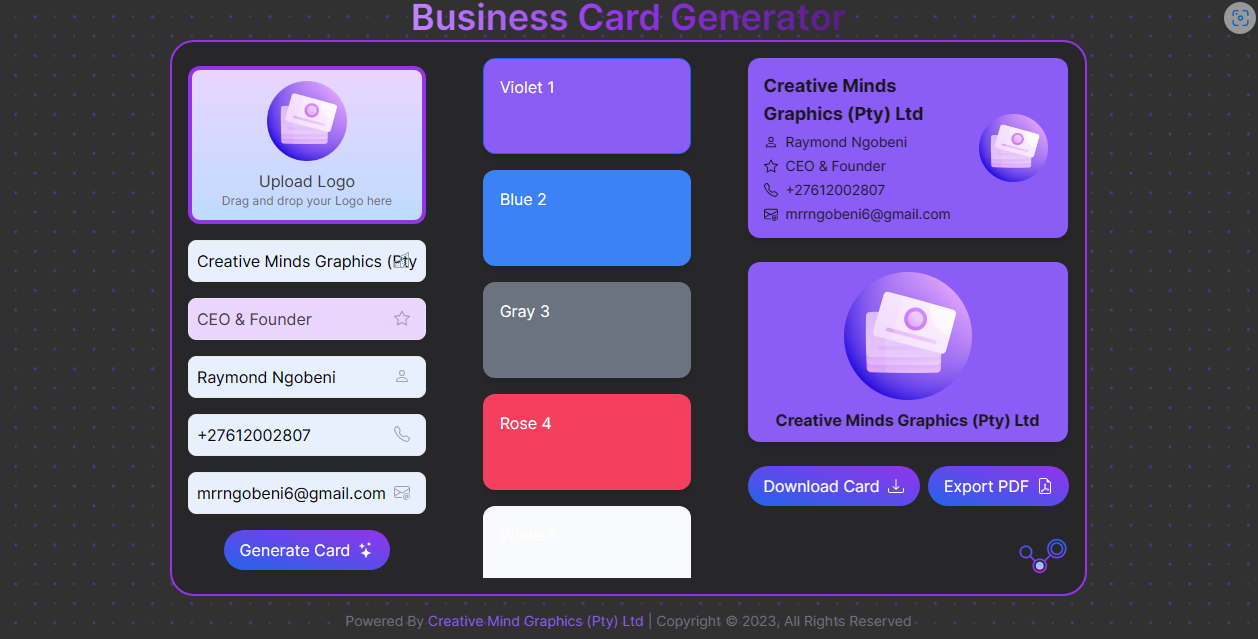 Business Card Generator
Upload Logo
Drag and drop your Logo here
Creative Minds Graphics (Pty
CEO & Founder
Raymond Ngobeni
+27612002807
mrrngobeni6@gmail.com
Generate Card
Violet 1
Blue 2
Gray 3
Rose 4
White 5
Creative Minds
Graphics (Pty) Ltd
Raymond Ngobeni
CEO & Founder
+27612002807
mrrngobeni6@gmail.com
Creative Minds Graphics (Pty) Ltd
Download Card
Export PDF
Powered By Creative Mind Graphics (Pty) Ltd | Copyright © 2023, All Rights Reserved